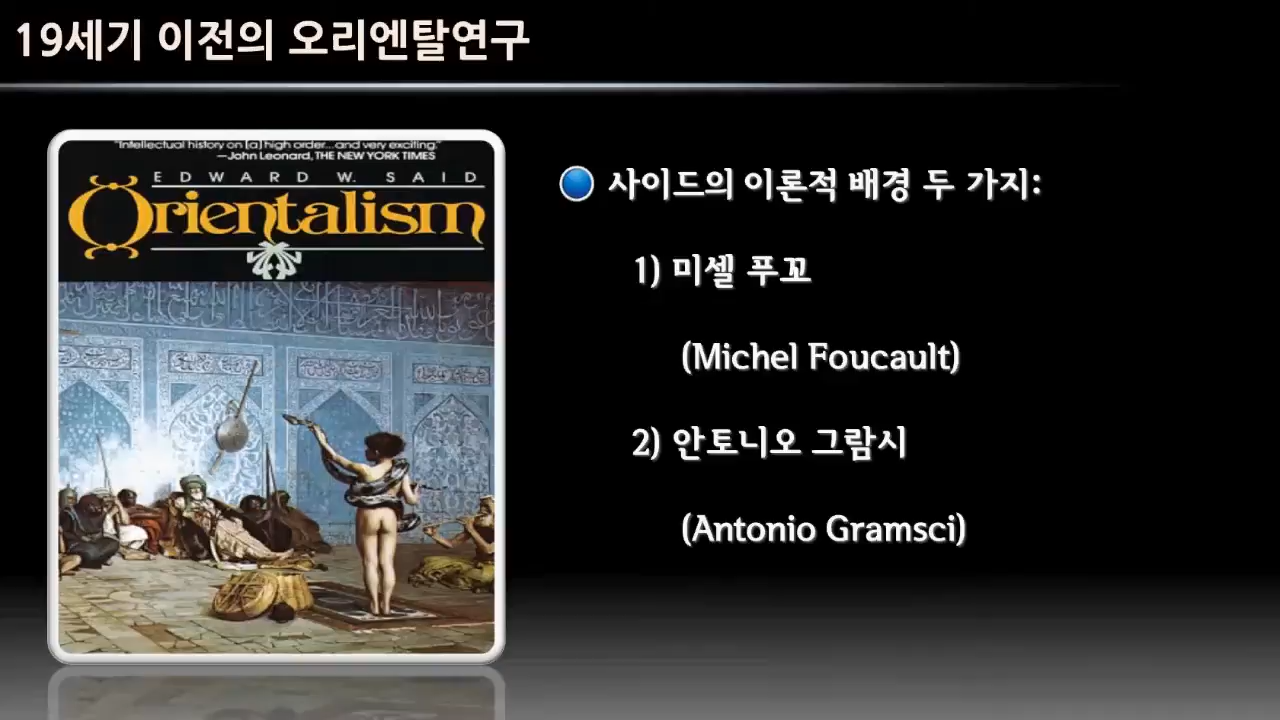 19세기 이전의 오리엔탈연구
"Intellectual history on [a] high order...and very exciting."
—John Leonard, THE NEW YORK TIMES
EDWARD W. SAID
Orientalism
사이드의 이론적 배경 두 가지:
1) 미셸 푸꼬
(Michel Foucault)
2) 안토니오 그람시
(Antonio Gramsci)